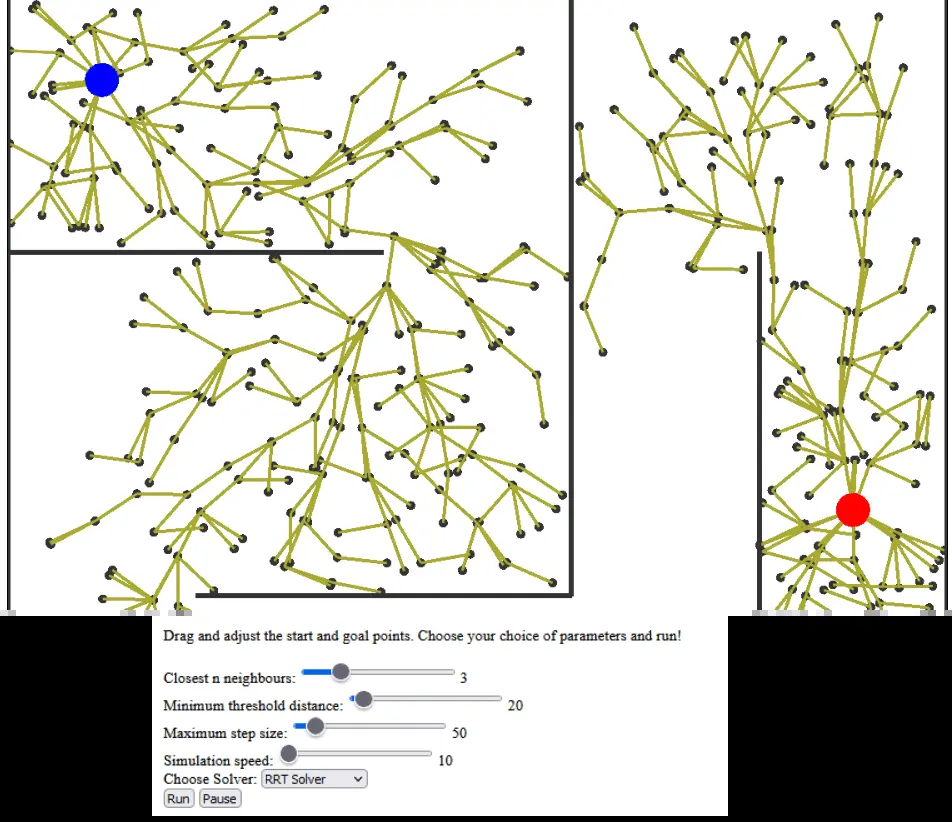 Drag and adjust the start and goal points. Choose your choice of parameters and run!
Closest n neighbours: 3
Minimum threshold distance: 20
Maximum step size: 50
Simulation speed: 10
Choose Solver: RRT Solver
Run Pause